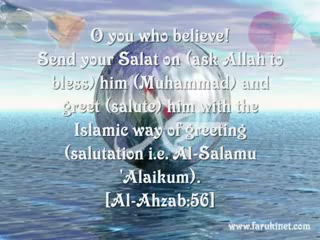 O you who believe!
Send your Salat on (ask Allah to
bless) him (Muhammad) and
greet (salute) him with the
Islamic way of greeting
(salutation i.e. Al-Salamu
'Alaikum).
[Al-Ahzab:56]
www.farukinet.com